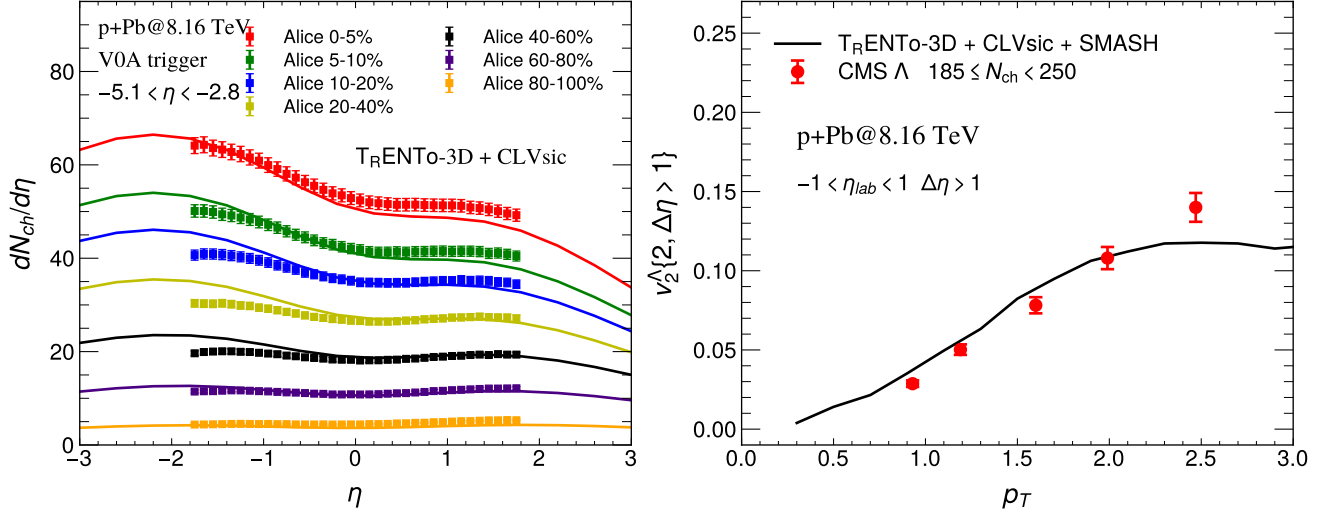 p+Pb@8.16 TeV
V0A trigger
−5.1 < η < −2.8
Alice 0-5%
Alice 5-10%
Alice 10-20%
Alice 20-40%
Alice 40-60%
Alice 60-80%
Alice 80-100%
TRENTo-3D + CLVsic
dNch/dη
80
60
40
20
0
−3
−2
−1
0
1
2
3
η
TRENTo-3D + CLVsic + SMASH
CMS Λ 185 ≤ Nch < 250
p+Pb@8.16 TeV
−1 < ηlab < 1 Δη > 1
v2Λ{2, Δη > 1}
0.25
0.20
0.15
0.10
0.05
0.00
0.0
0.5
1.0
1.5
2.0
2.5
3.0
pT